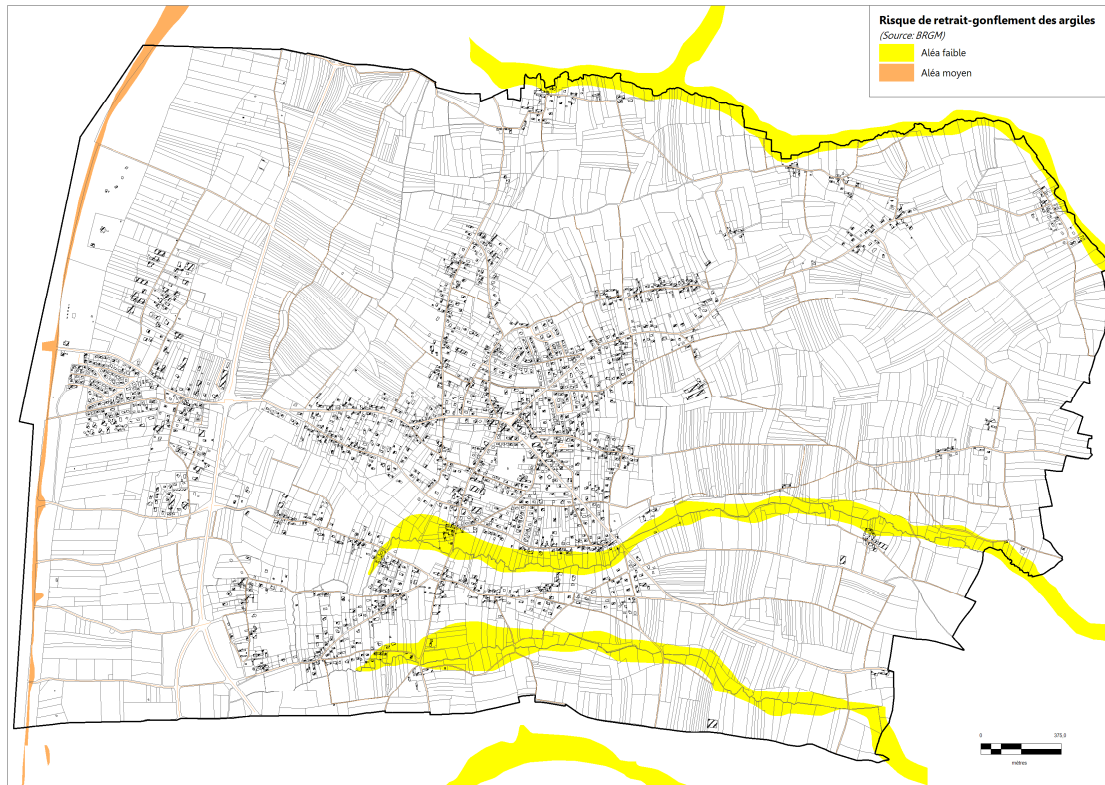 Risque de retrait-gonflement des argiles
(Source: BRGM)
Aléa faible
Aléa moyen
0 375,0
mètres